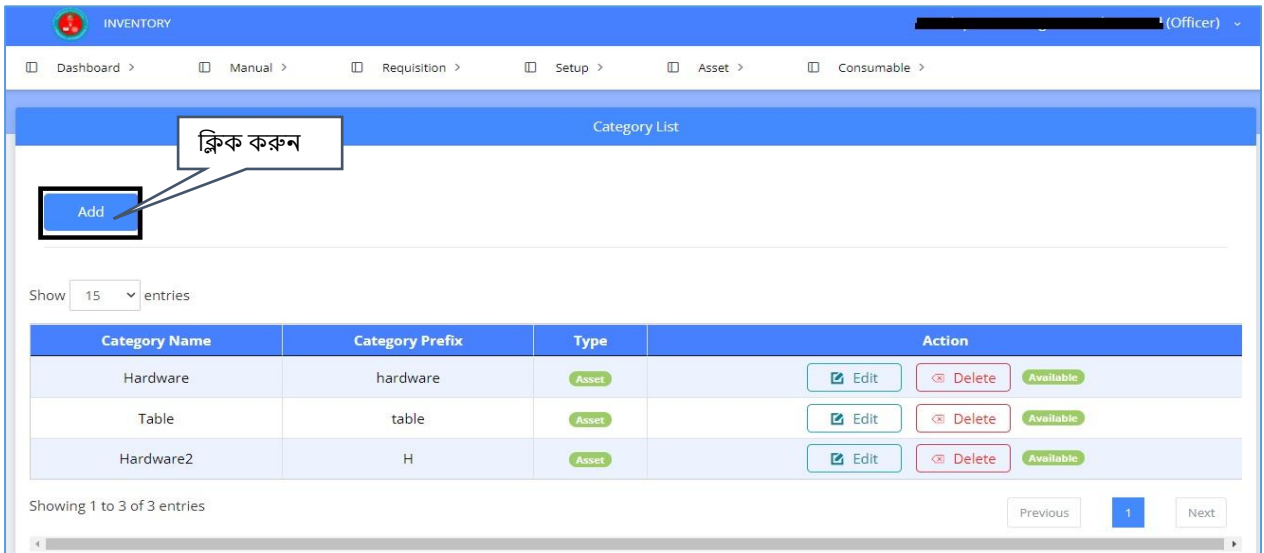 INVENTORY (Officer)
Dashboard > Manual > Requisition > Setup > Asset > Consumable >
Category List
ক্লিক করুন
Add
Show 15 entries
Category Name Category Prefix Type Action
Hardware hardware Asset Edit Delete Available
Table table Asset Edit Delete Available
Hardware2 H Asset Edit Delete Available
Showing 1 to 3 of 3 entries Previous 1 Next